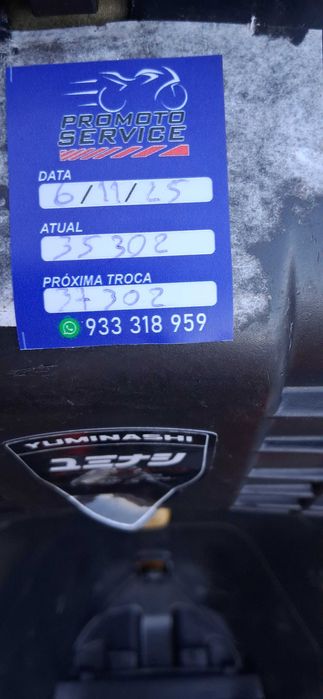 PROMOTO
SERVICE
DATA
6/11/25
ATUAL
35 302
PRÓXIMA TROCA
37 302
933 318 959
YUMINASHI
ユミナシ